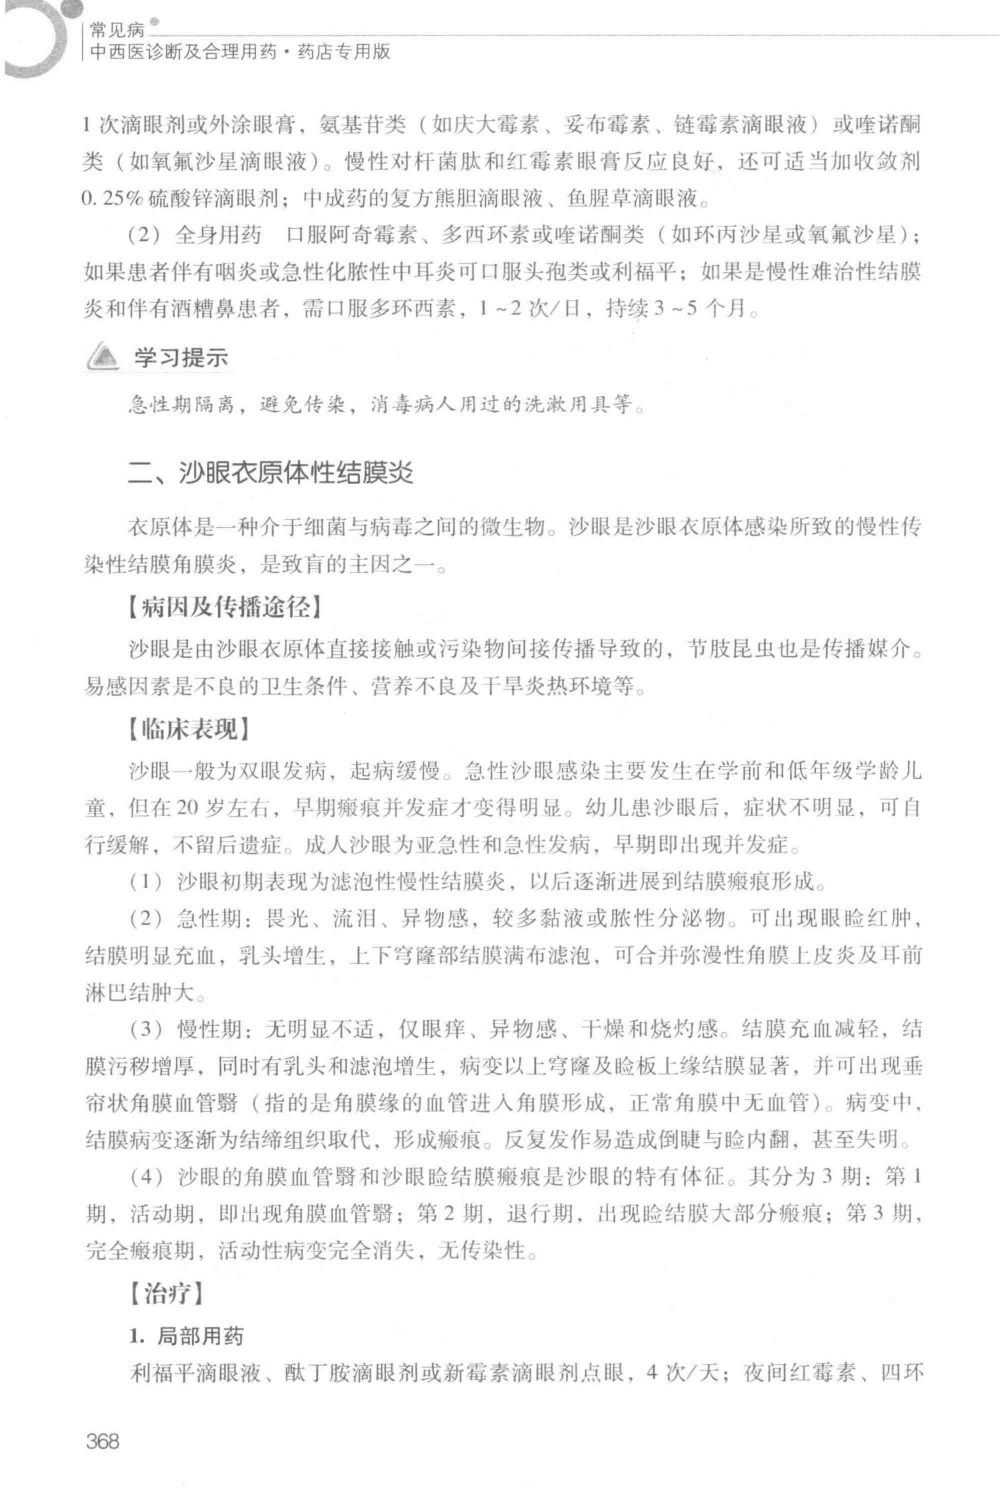 常见病
中西医诊断及合理用药·药店专用版
1次滴眼剂或外涂眼膏，氨基苷类（如庆大霉素、妥布霉素、链霉素滴眼液）或喹诺酮
类（如氧氟沙星滴眼液）。慢性对杆菌肽和红霉素眼膏反应良好，还可适当加收敛剂
0.25%硫酸锌滴眼剂；中成药的复方熊胆滴眼液、鱼腥草滴眼液。
（2）全身用药　口服阿奇霉素、多西环素或喹诺酮类（如环丙沙星或氧氟沙星）；
如果患者伴有咽炎或急性化脓性中耳炎可口服头孢类或利福平；如果是慢性难治性结膜
炎和伴有酒糟鼻患者，需口服多环西素，1~2次/日，持续3~5个月。
学习提示
急性期隔离，避免传染，消毒病人用过的洗漱用具等。
二、沙眼衣原体性结膜炎
衣原体是一种介于细菌与病毒之间的微生物。沙眼是沙眼衣原体感染所致的慢性传
染性结膜角膜炎，是致盲的主因之一。
【病因及传播途径】
沙眼是由沙眼衣原体直接接触或污染物间接传播导致的，节肢昆虫也是传播媒介。
易感因素是不良的卫生条件、营养不良及干旱炎热环境等。
【临床表现】
沙眼一般为双眼发病，起病缓慢。急性沙眼感染主要发生在学前和低年级学龄儿
童，但在20岁左右，早期瘢痕并发症才变得明显。幼儿患沙眼后，症状不明显，可自
行缓解，不留后遗症。成人沙眼为亚急性和急性发病，早期即出现并发症。
（1）沙眼初期表现为滤泡性慢性结膜炎，以后逐渐进展到结膜瘢痕形成。
（2）急性期：畏光、流泪、异物感，较多黏液或脓性分泌物。可出现眼睑红肿，
结膜明显充血，乳头增生，上下穹窿部结膜满布滤泡，可合并弥漫性角膜上皮炎及耳前
淋巴结肿大。
（3）慢性期：无明显不适，仅眼痒、异物感、干燥和烧灼感。结膜充血减轻，结
膜污秽增厚，同时有乳头和滤泡增生，病变以上穹窿及睑板上缘结膜显著，并可出现垂
帘状角膜血管翳（指的是角膜缘的血管进入角膜形成，正常角膜中无血管）。病变中，
结膜病变逐渐为结缔组织取代，形成瘢痕。反复发作易造成倒睫与睑内翻，甚至失明。
（4）沙眼的角膜血管翳和沙眼睑结膜瘢痕是沙眼的特有体征。其分为3期：第1
期，活动期，即出现角膜血管翳；第2期，退行期，出现睑结膜大部分瘢痕；第3期，
完全瘢痕期，活动性病变完全消失，无传染性。
【治疗】
1. 局部用药
利福平滴眼液、酞丁胺滴眼剂或新霉素滴眼剂点眼，4次/天；夜间红霉素、四环
368